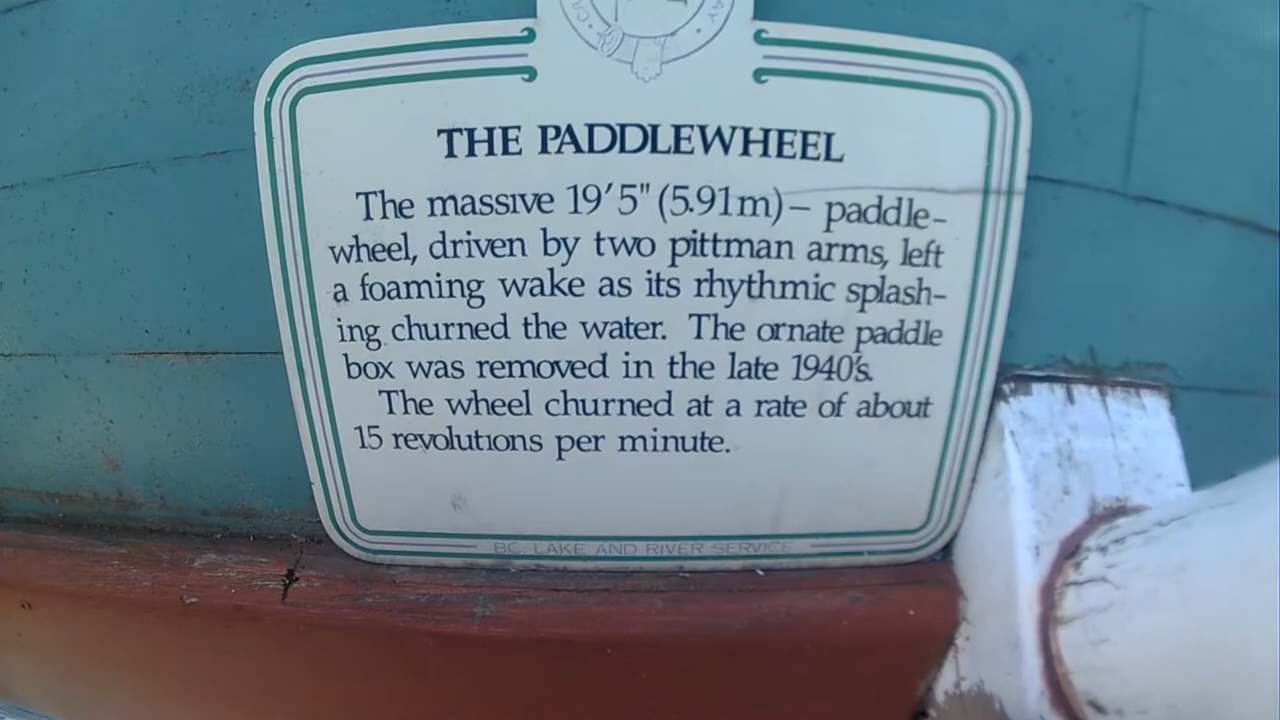 THE PADDLEWHEEL
The massive 19'5" (5.91m) – paddle-
wheel, driven by two pittman arms, left
a foaming wake as its rhythmic splash-
ing churned the water. The ornate paddle
box was removed in the late 1940's.
The wheel churned at a rate of about
15 revolutions per minute.
BC. LAKE AND RIVER SERVICE